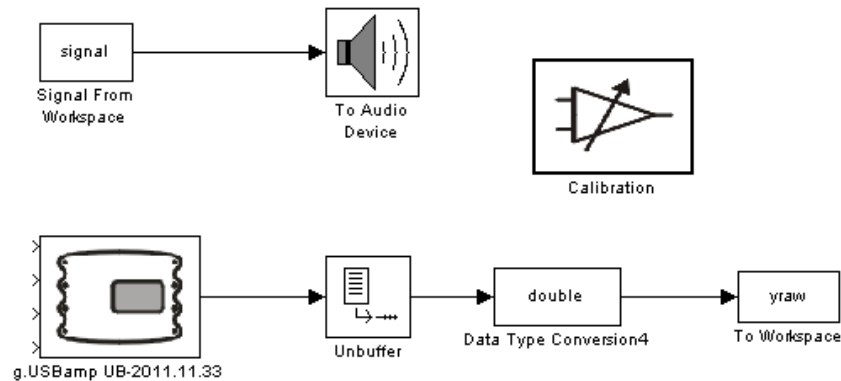 signal
Signal From
Workspace
To Audio
Device
Calibration
g.USBamp UB-2011.11.33
Unbuffer
double
Data Type Conversion4
yraw
To Workspace